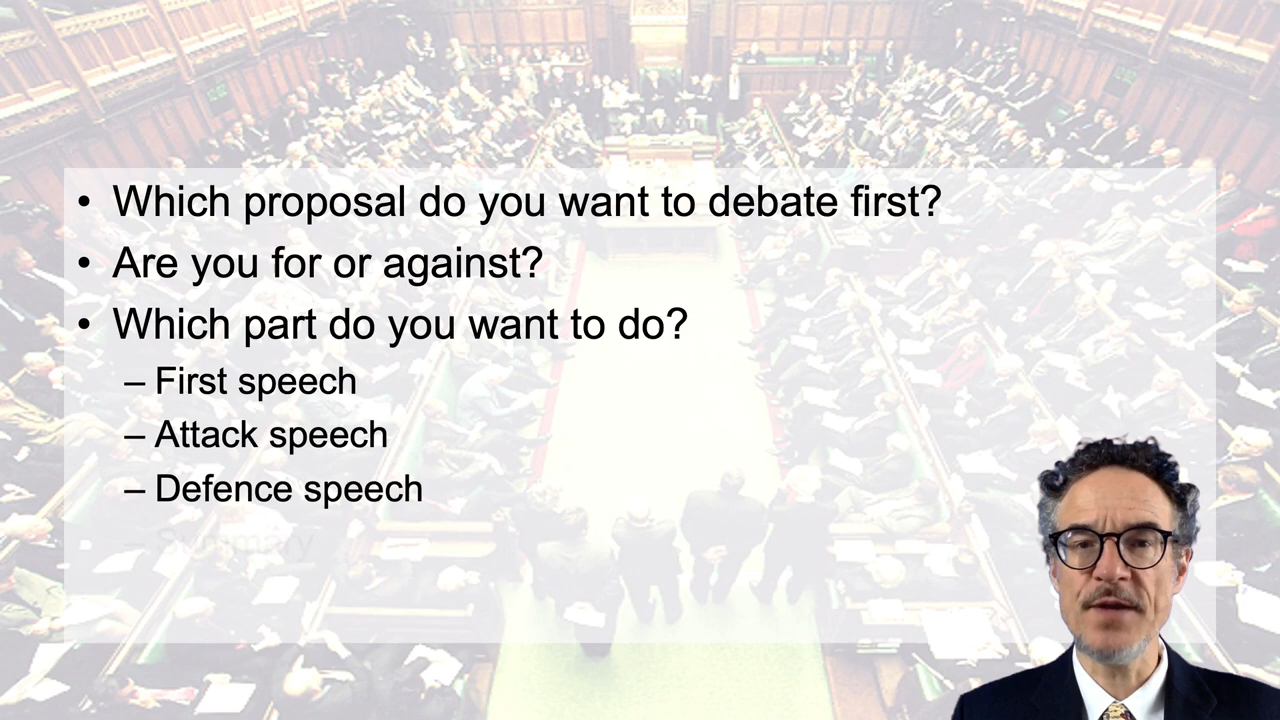 • Which proposal do you want to debate first?
• Are you for or against?
• Which part do you want to do?
– First speech
– Attack speech
– Defence speech
– Summary